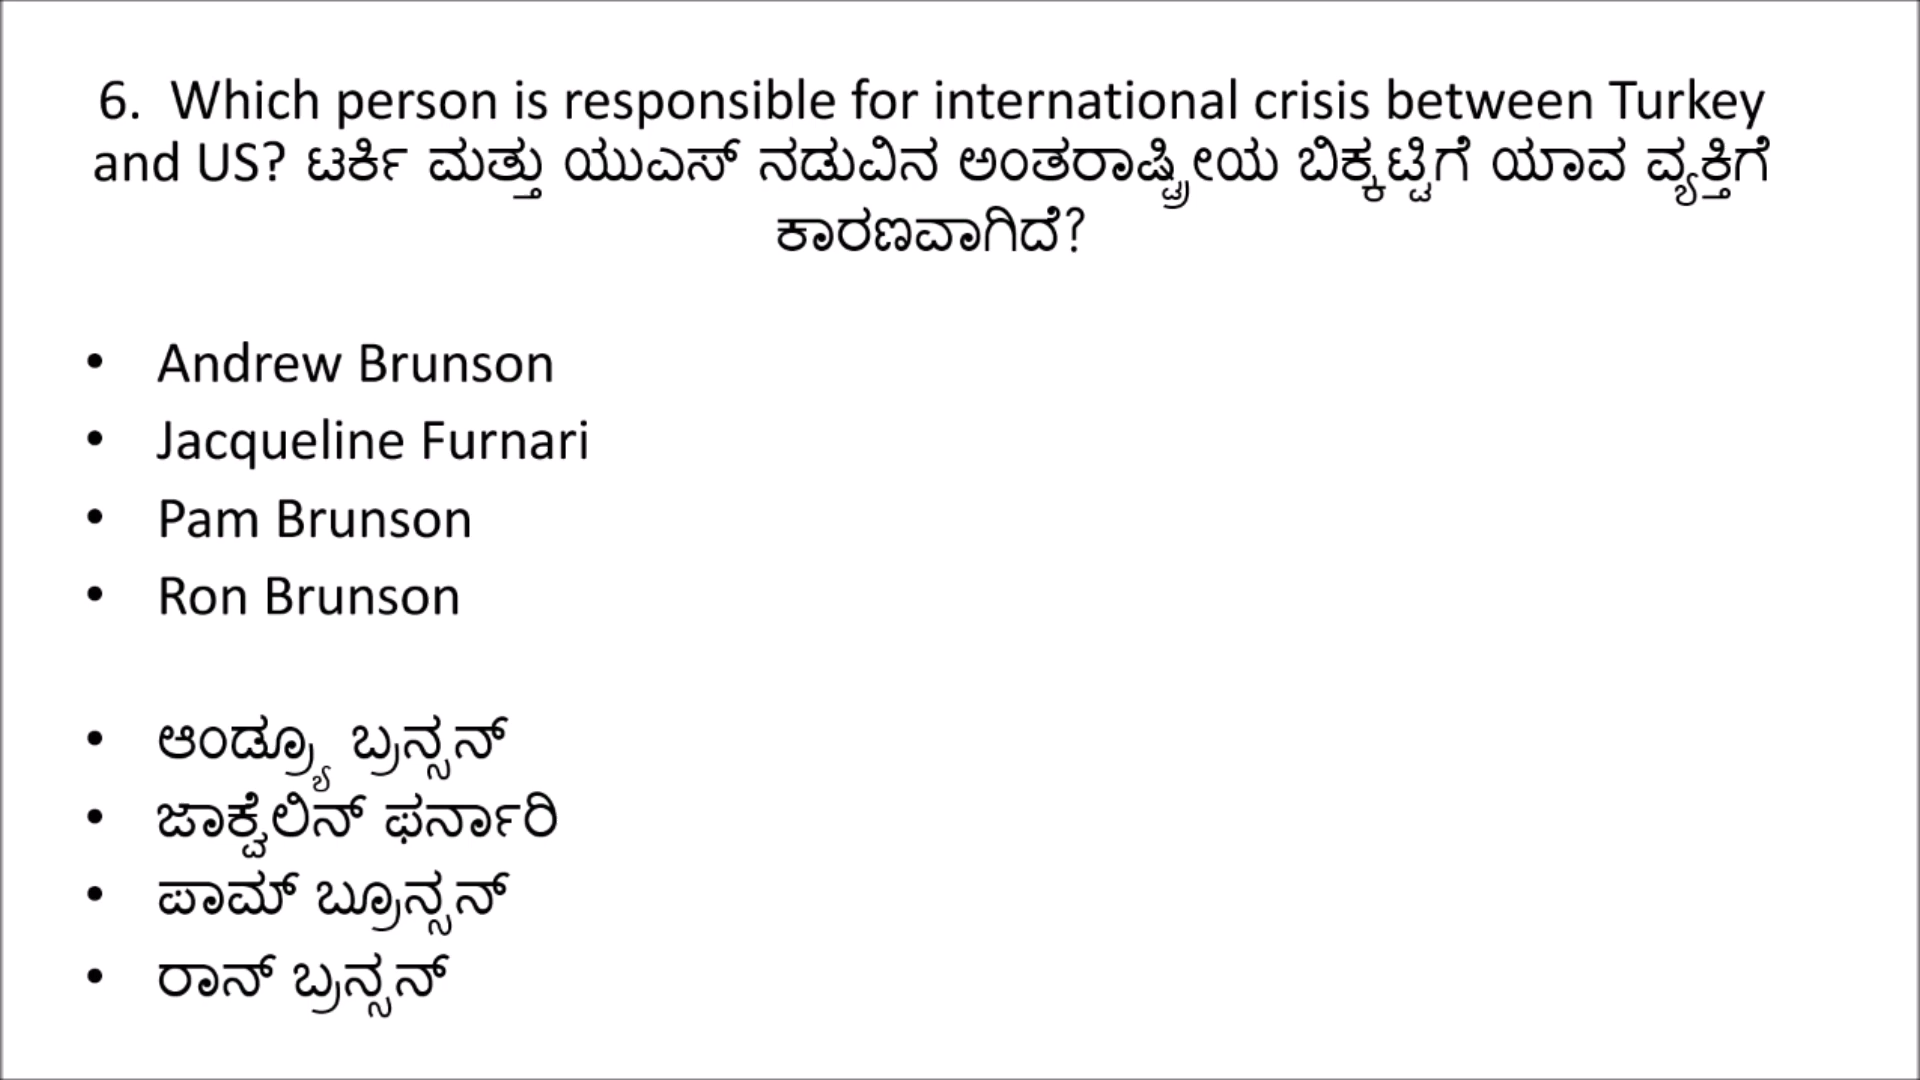 6. Which person is responsible for international crisis between Turkey
and US? ಟರ್ಕಿ ಮತ್ತು ಯುಎಸ್ ನಡುವಿನ ಅಂತರಾಷ್ಟ್ರೀಯ ಬಿಕ್ಕಟ್ಟಿಗೆ ಯಾವ ವ್ಯಕ್ತಿಗೆ
ಕಾರಣವಾಗಿದೆ?
• Andrew Brunson
• Jacqueline Furnari
• Pam Brunson
• Ron Brunson
• ಆಂಡ್ರ್ಯೂ ಬ್ರನ್ಸನ್
• ಜಾಕ್ವೆಲಿನ್ ಫರ್ನಾರಿ
• ಪಾಮ್ ಬ್ರೂನ್ಸನ್
• ರಾನ್ ಬ್ರನ್ಸನ್